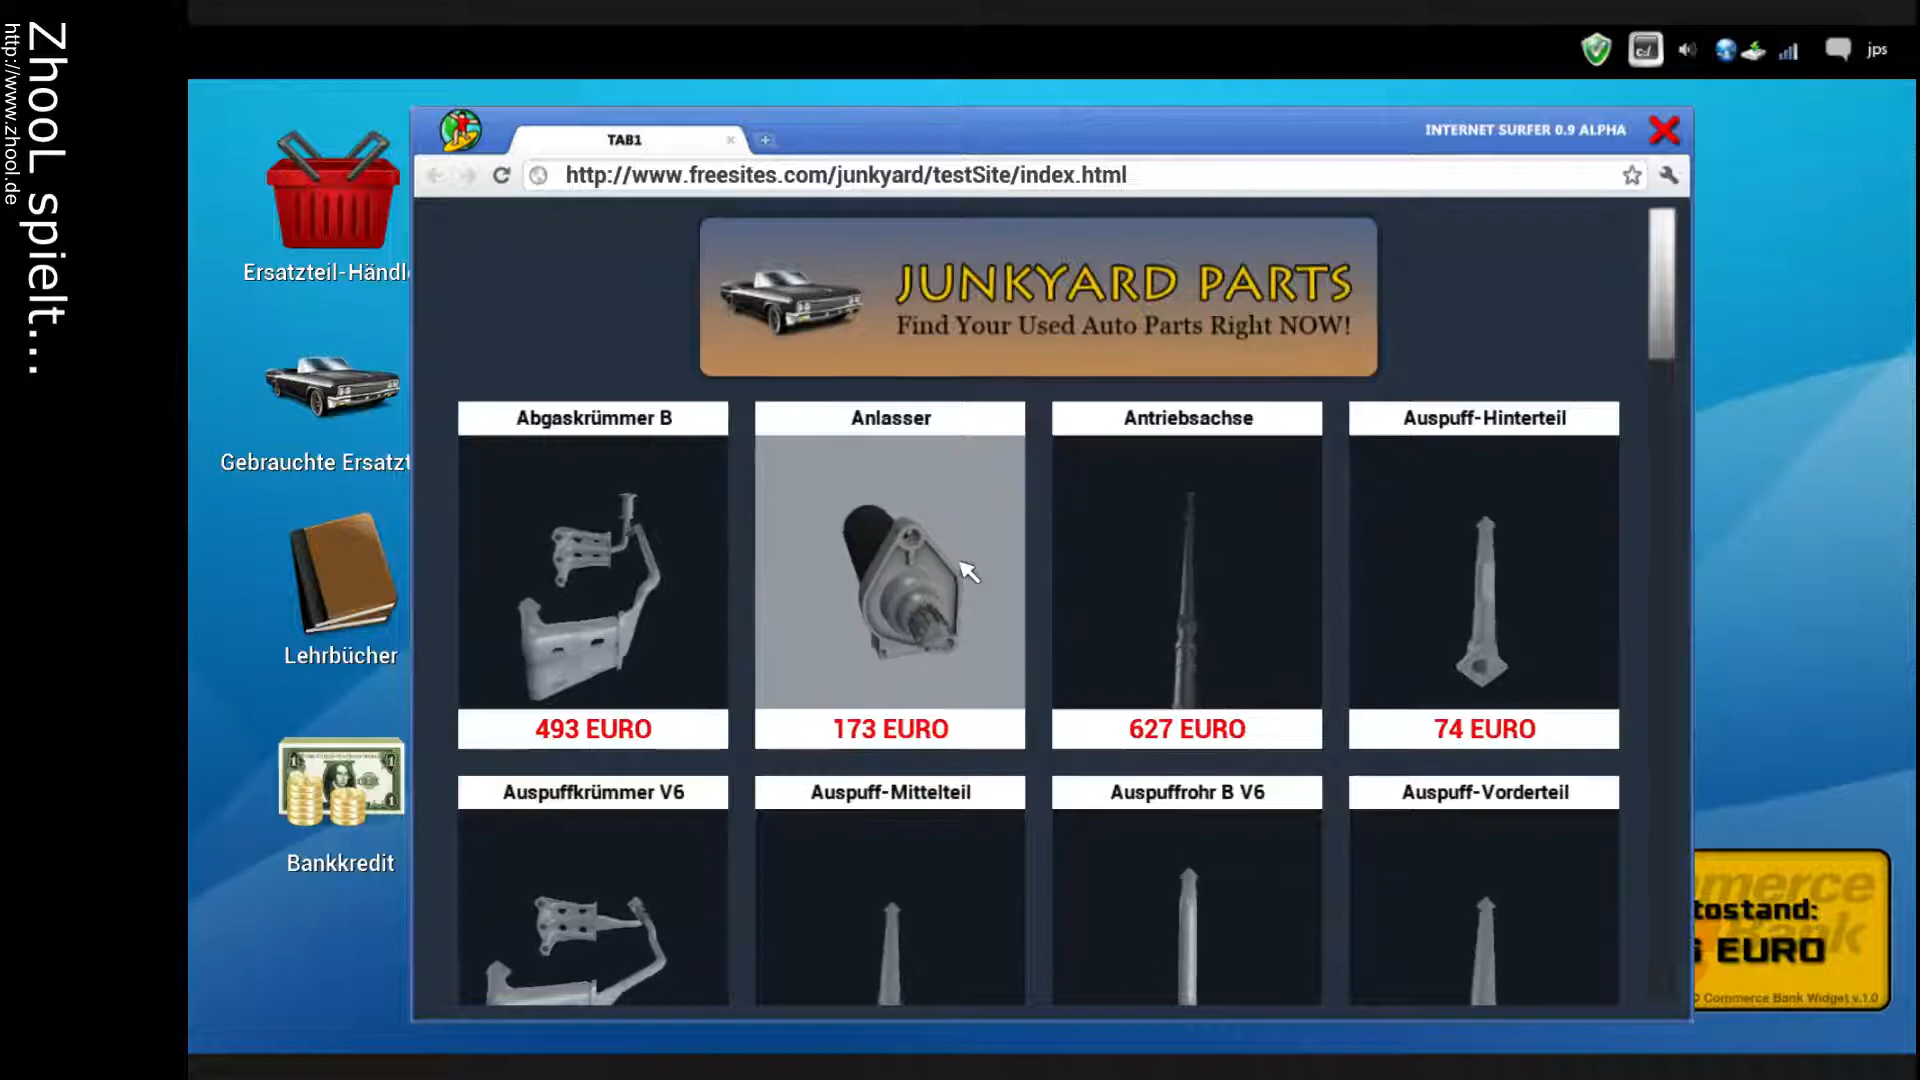 ZhooL spielt...
http://www.zhool.de
c:/
jps
TAB1
INTERNET SURFER 0.9 ALPHA
http://www.freesites.com/junkyard/testSite/index.html
JUNKYARD PARTS
Find Your Used Auto Parts Right NOW!
Ersatzteil-Händl
Gebrauchte Ersatzt
Lehrbücher
Bankkredit
Abgaskrümmer B
Anlasser
Antriebsachse
Auspuff-Hinterteil
493 EURO
173 EURO
627 EURO
74 EURO
Auspuffkrümmer V6
Auspuff-Mittelteil
Auspuffrohr B V6
Auspuff-Vorderteil
merce
Bank
tostand:
EURO
Commerce Bank Widget v.1.0